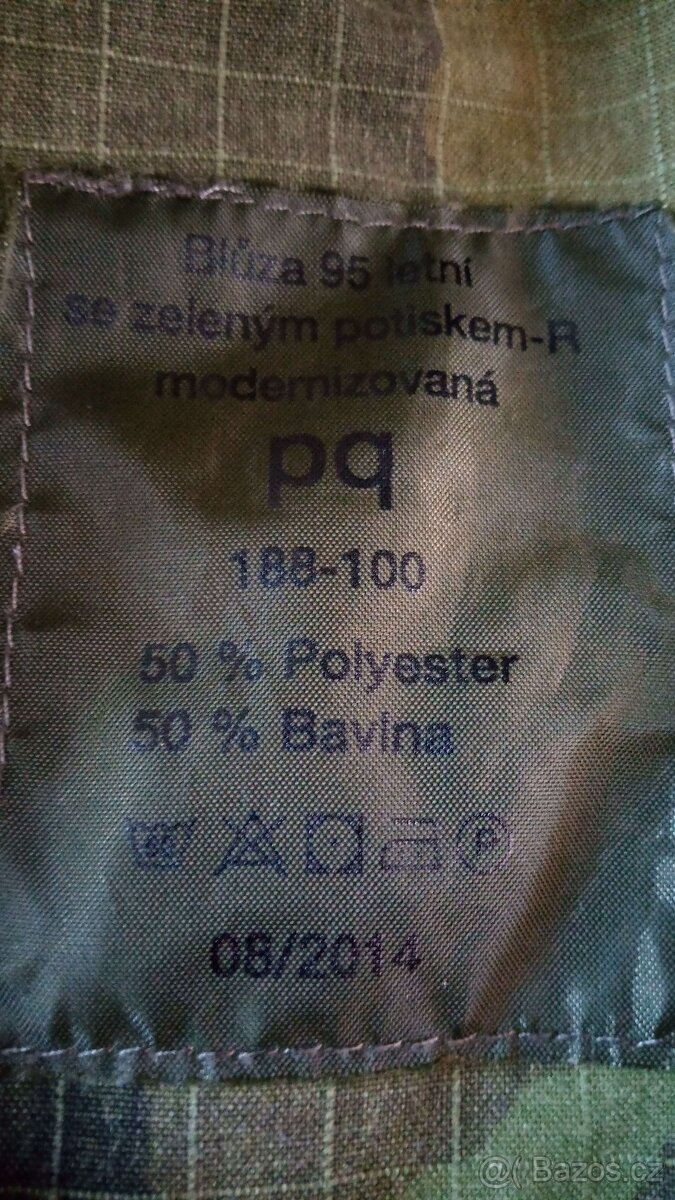 Blůza 95 letní
se zeleným potiskem-R
modernizovaná
pq
188-100
50 % Polyester
50 % Bavlna
P
08/2014
@( Bazos.cz